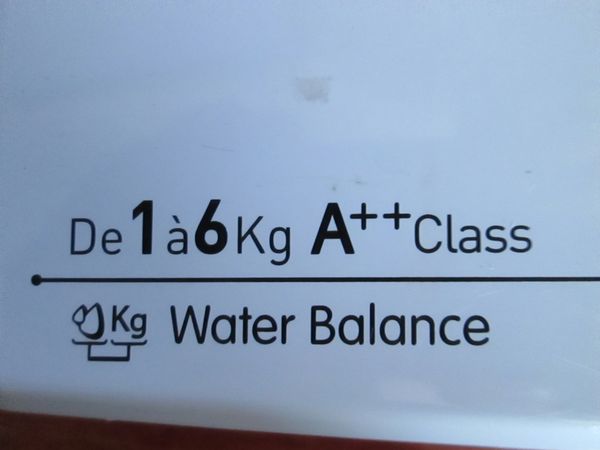 De 1 à 6 Kg A++ Class
Kg Water Balance